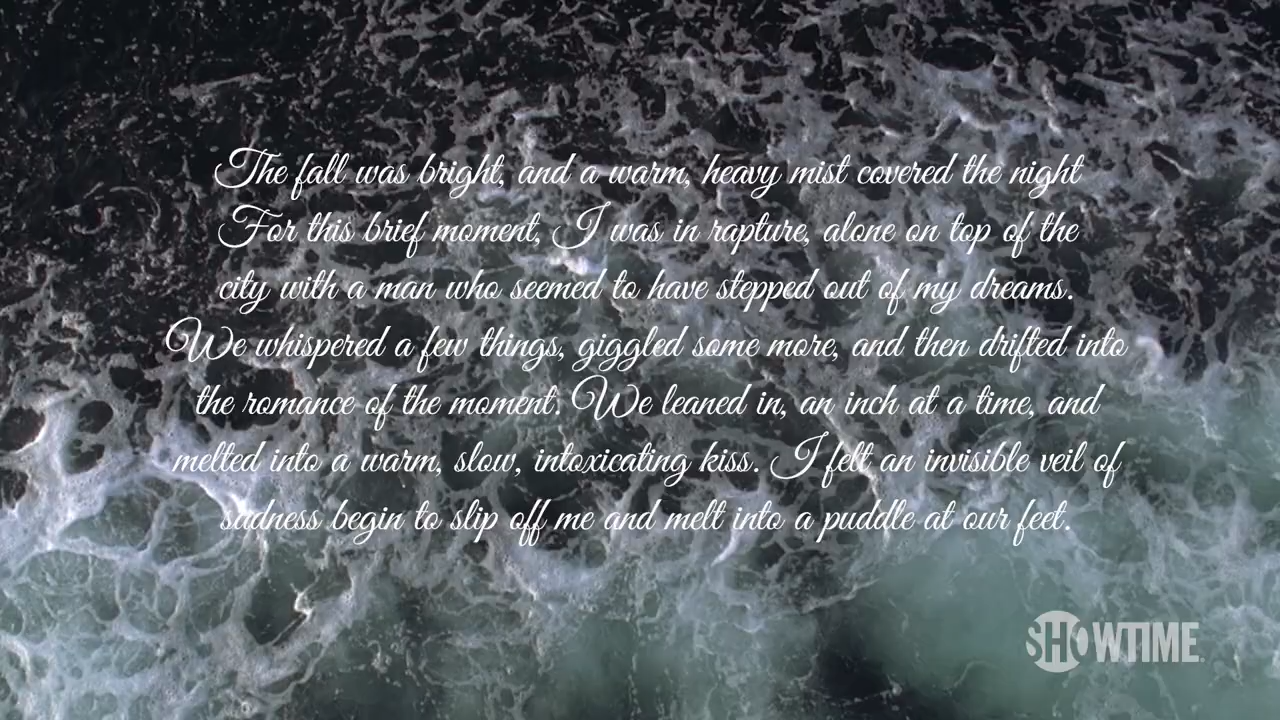 The fall was bright, and a warm, heavy mist covered the night
For this brief moment, I was in rapture, alone on top of the
city with a man who seemed to have stepped out of my dreams.
We whispered a few things, giggled some more, and then drifted into
the romance of the moment. We leaned in, an inch at a time, and
melted into a warm, slow, intoxicating kiss. I felt an invisible veil of
sadness begin to slip off me and melt into a puddle at our feet.
SHOWTIME